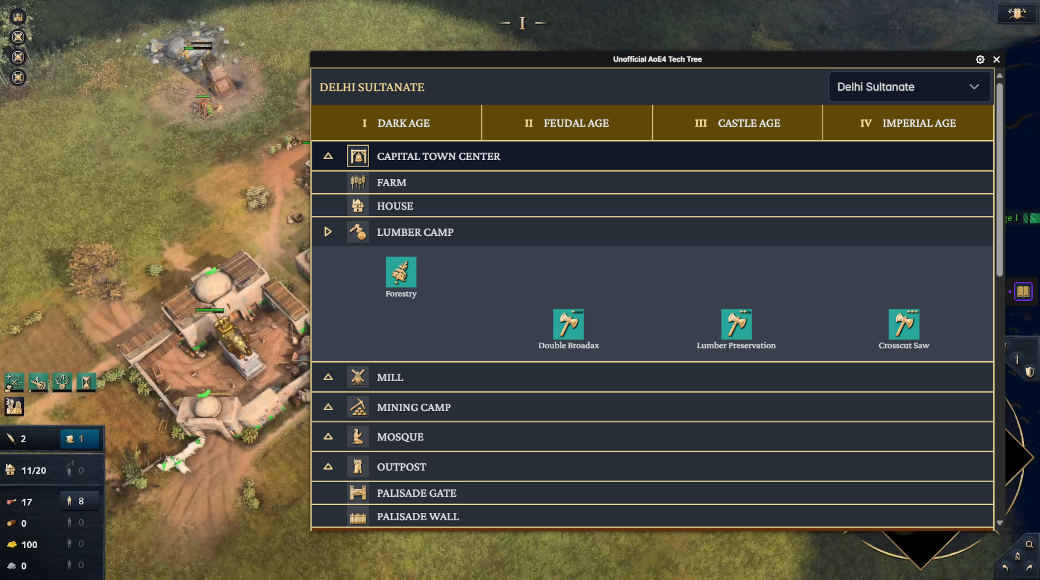 I
Unofficial AoE4 Tech Tree
DELHI SULTANATE
Delhi Sultanate
I DARK AGE
II FEUDAL AGE
III CASTLE AGE
IV IMPERIAL AGE
CAPITAL TOWN CENTER
FARM
HOUSE
LUMBER CAMP
Forestry
Double Broadax
Lumber Preservation
Crosscut Saw
MILL
MINING CAMP
MOSQUE
OUTPOST
PALISADE GATE
PALISADE WALL
ge I
2 1
11/20 0
17 8
0 0
100 0
0 0
N